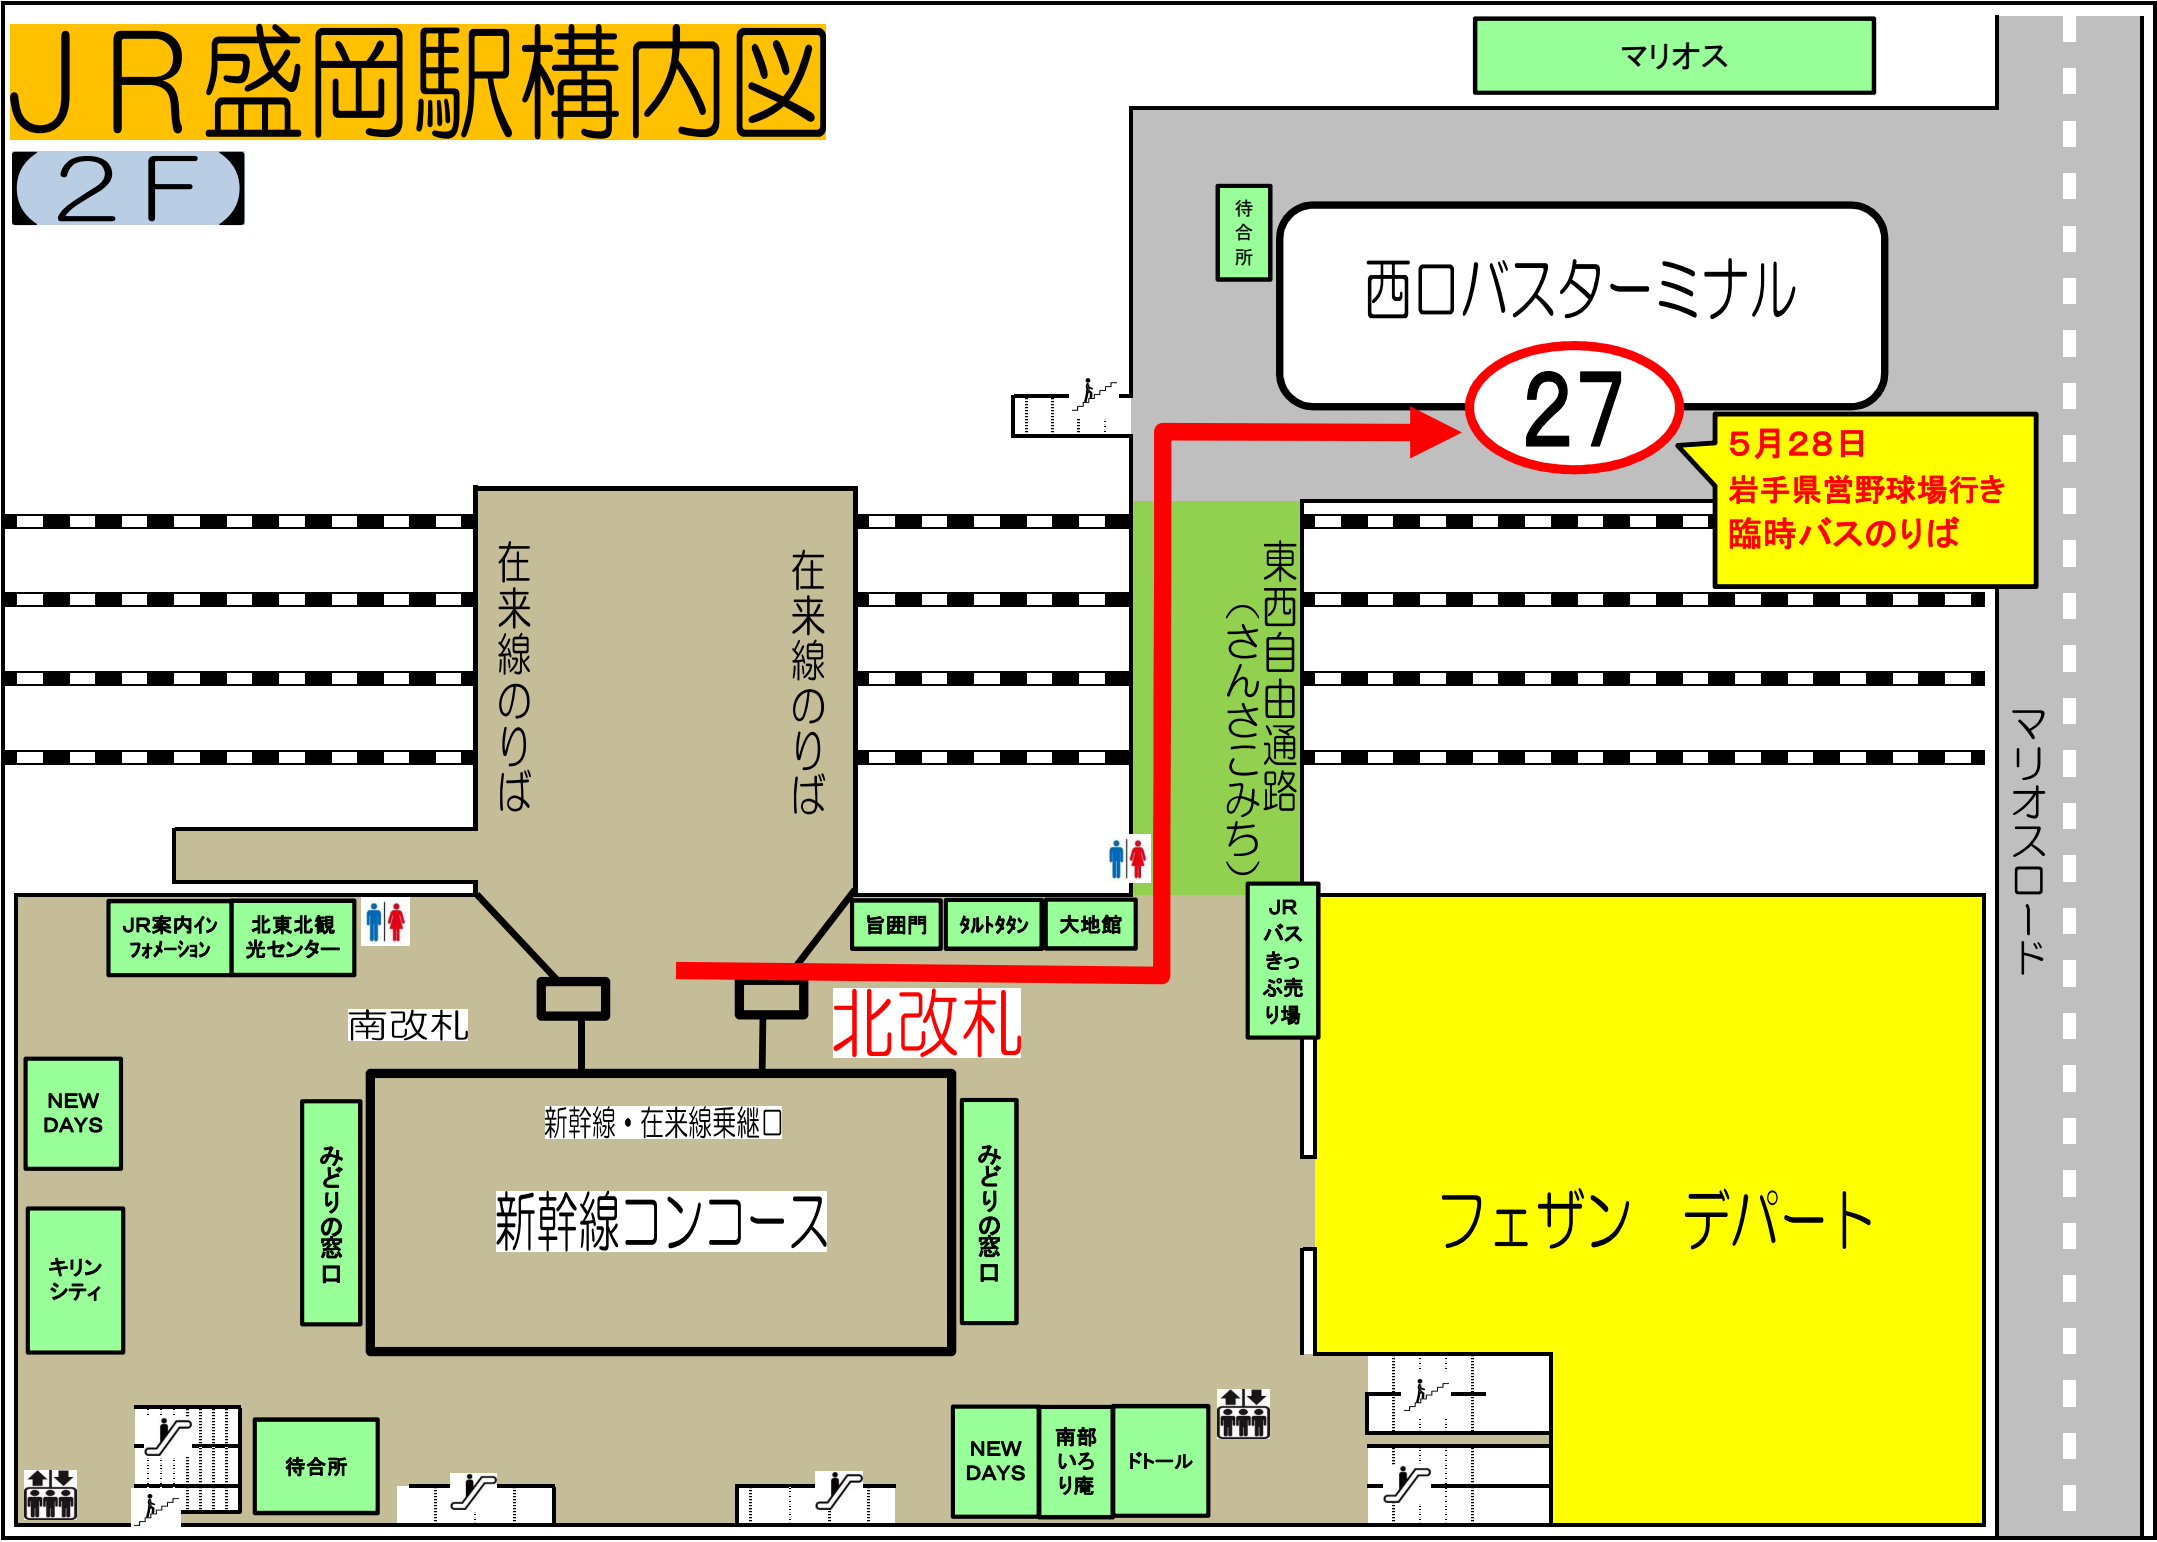 ＪＲ盛岡駅構内図
２Ｆ
マリオス
待合所
西口バスターミナル
27
５月２８日
岩手県営野球場行き
臨時バスのりば
在来線のりば
在来線のりば
東西自由通路
（さんさこみち）
マリオスロード
JR案内イン
フォメーション
北東北観
光センター
旨囲門
タルトタタン
大地館
JR
バス
きっ
ぷ売
り場
南改札
北改札
NEW
DAYS
みどりの窓口
新幹線・在来線乗継口
新幹線コンコース
みどりの窓口
フェザン　デパート
キリン
シティ
待合所
NEW
DAYS
南部
いろ
り庵
ドトール